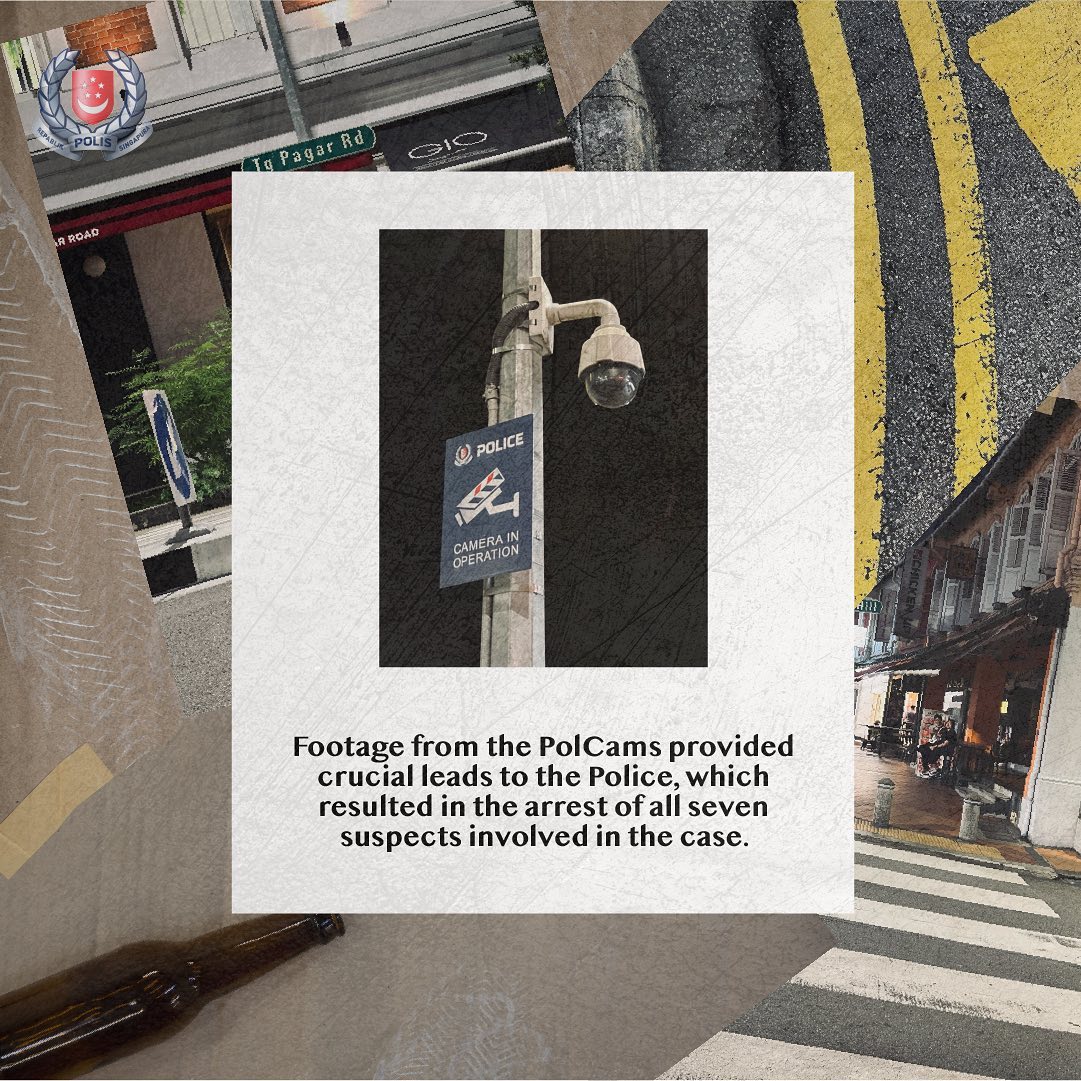 REPABLIK POLIS SINGAPURA
Tg Pagar Rd
GIO
AR ROAD
POLICE
CAMERA IN
OPERATION
Footage from the PolCams provided
crucial leads to the Police, which
resulted in the arrest of all seven
suspects involved in the case.